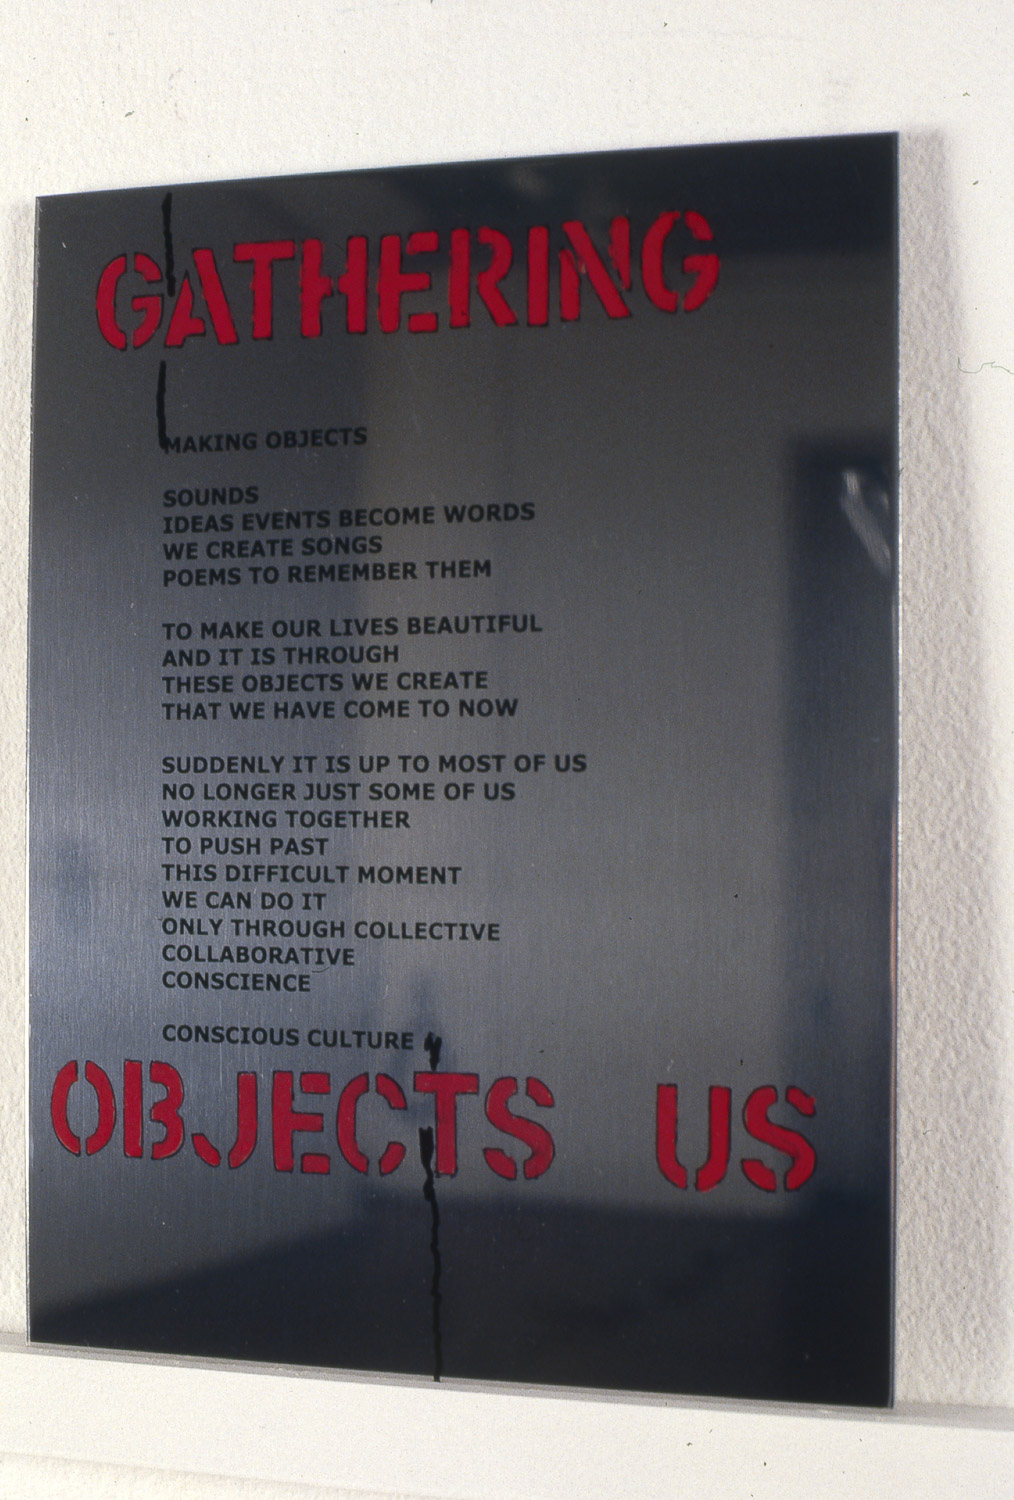 GATHERING
MAKING OBJECTS
SOUNDS
IDEAS EVENTS BECOME WORDS
WE CREATE SONGS
POEMS TO REMEMBER THEM
TO MAKE OUR LIVES BEAUTIFUL
AND IT IS THROUGH
THESE OBJECTS WE CREATE
THAT WE HAVE COME TO NOW
SUDDENLY IT IS UP TO MOST OF US
NO LONGER JUST SOME OF US
WORKING TOGETHER
TO PUSH PAST
THIS DIFFICULT MOMENT
WE CAN DO IT
ONLY THROUGH COLLECTIVE
COLLABORATIVE
CONSCIENCE
CONSCIOUS CULTURE
OBJECTS US